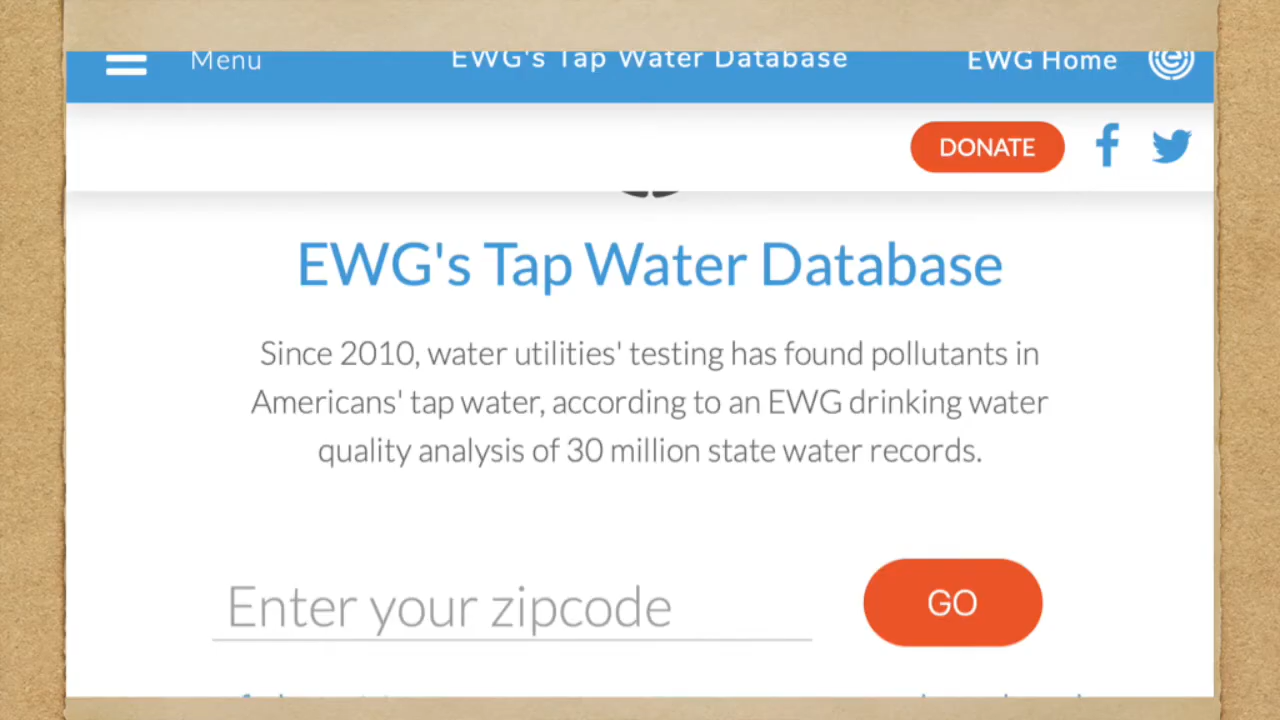 Menu EWG's Tap Water Database EWG Home
DONATE
EWG's Tap Water Database
Since 2010, water utilities' testing has found pollutants in
Americans' tap water, according to an EWG drinking water
quality analysis of 30 million state water records.
Enter your zipcode GO